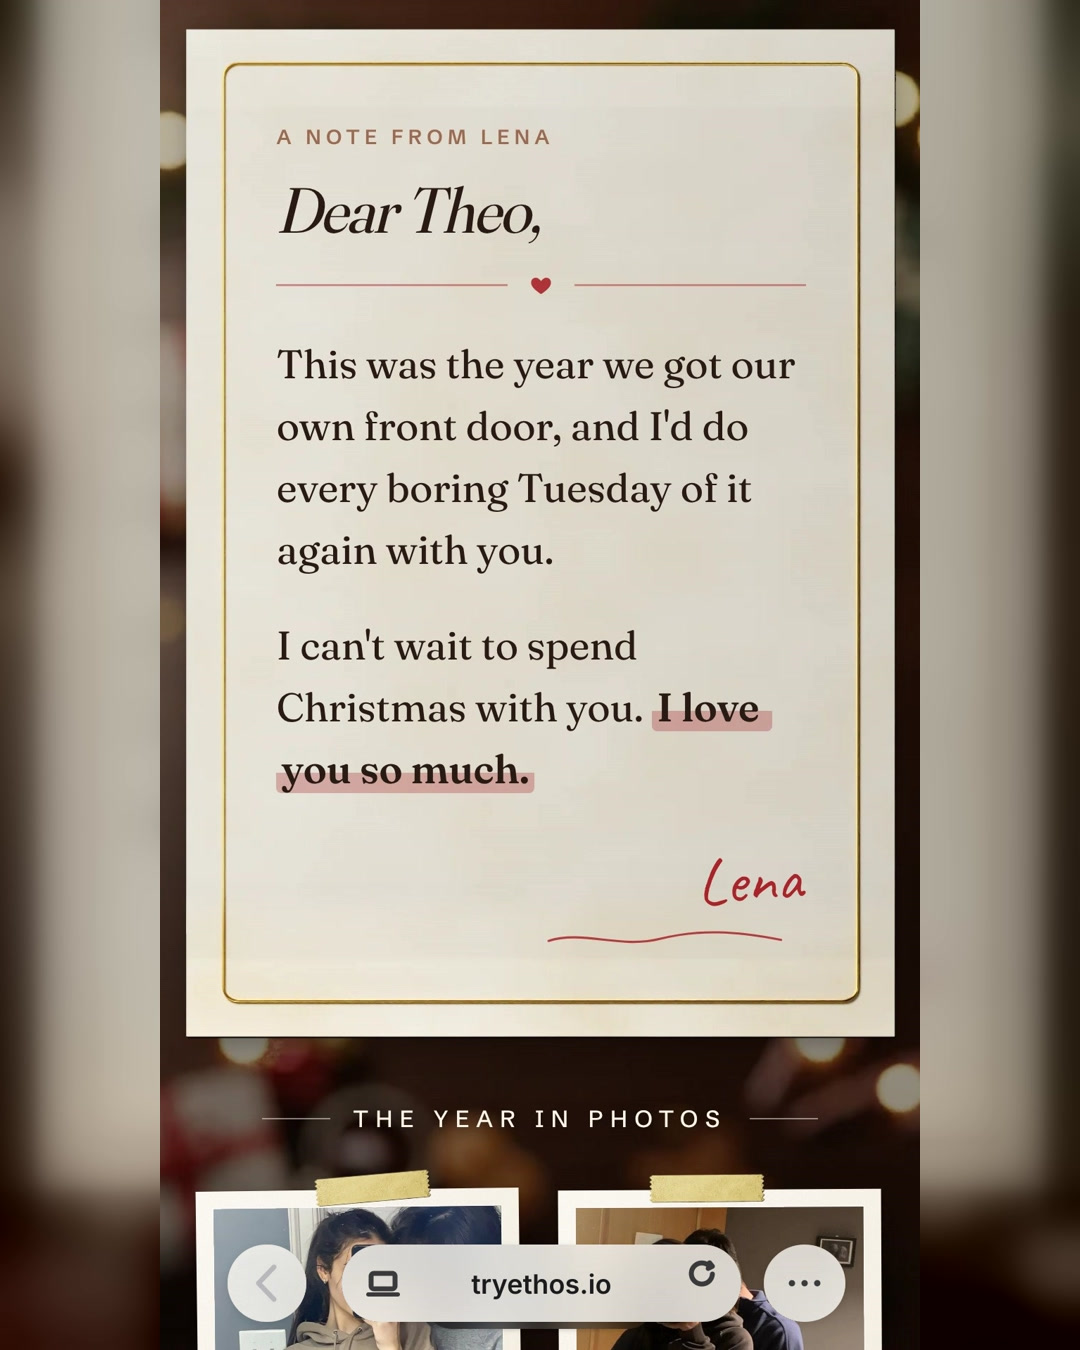 A NOTE FROM LENA
Dear Theo,
This was the year we got our
own front door, and I'd do
every boring Tuesday of it
again with you.
I can't wait to spend
Christmas with you. I love
you so much.
Lena
THE YEAR IN PHOTOS
tryethos.io